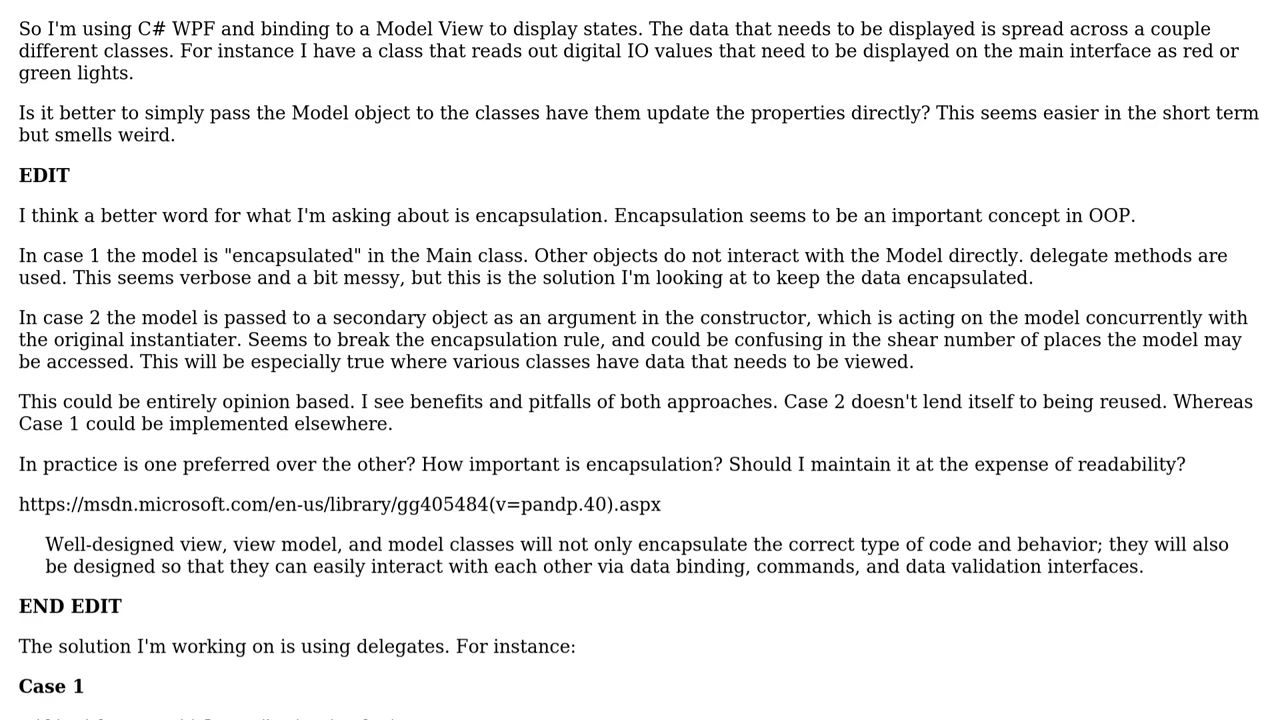 So I'm using C# WPF and binding to a Model View to display states. The data that needs to be displayed is spread across a couple
different classes. For instance I have a class that reads out digital IO values that need to be displayed on the main interface as red or
green lights.
Is it better to simply pass the Model object to the classes have them update the properties directly? This seems easier in the short term
but smells weird.
EDIT
I think a better word for what I'm asking about is encapsulation. Encapsulation seems to be an important concept in OOP.
In case 1 the model is "encapsulated" in the Main class. Other objects do not interact with the Model directly. delegate methods are
used. This seems verbose and a bit messy, but this is the solution I'm looking at to keep the data encapsulated.
In case 2 the model is passed to a secondary object as an argument in the constructor, which is acting on the model concurrently with
the original instantiater. Seems to break the encapsulation rule, and could be confusing in the shear number of places the model may
be accessed. This will be especially true where various classes have data that needs to be viewed.
This could be entirely opinion based. I see benefits and pitfalls of both approaches. Case 2 doesn't lend itself to being reused. Whereas
Case 1 could be implemented elsewhere.
In practice is one preferred over the other? How important is encapsulation? Should I maintain it at the expense of readability?
https://msdn.microsoft.com/en-us/library/gg405484(v=pandp.40).aspx
Well-designed view, view model, and model classes will not only encapsulate the correct type of code and behavior; they will also
be designed so that they can easily interact with each other via data binding, commands, and data validation interfaces.
END EDIT
The solution I'm working on is using delegates. For instance:
Case 1